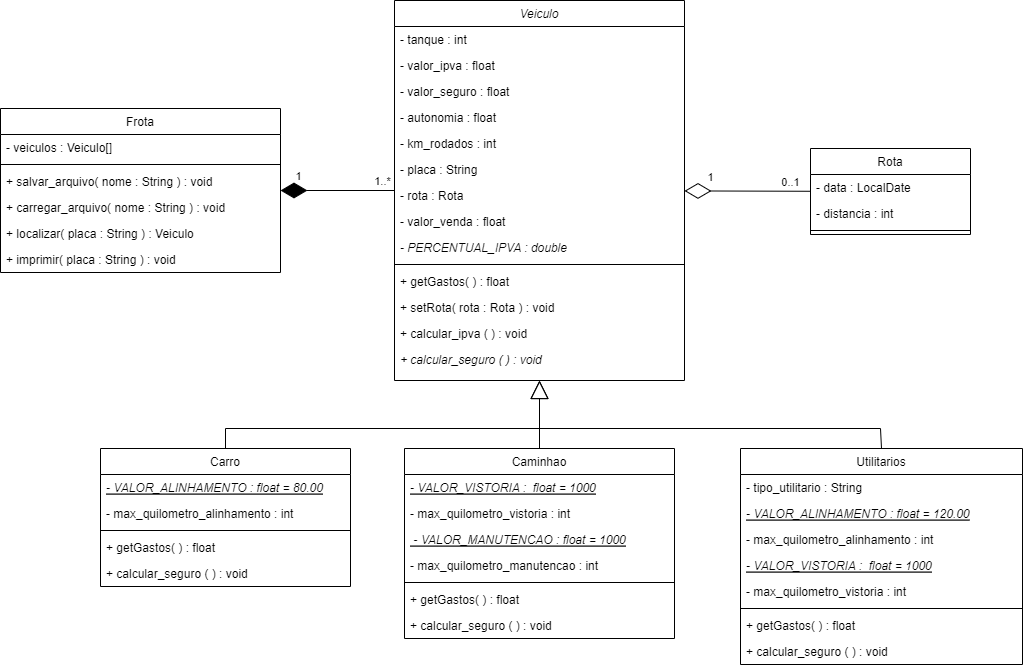 Veiculo
- tanque : int
- valor_ipva : float
- valor_seguro : float
- autonomia : float
- km_rodados : int
- placa : String
- rota : Rota
- valor_venda : float
- PERCENTUAL_IPVA : double
+ getGastos( ) : float
+ setRota( rota : Rota ) : void
+ calcular_ipva ( ) : void
+ calcular_seguro ( ) : void
Frota
- veiculos : Veiculo[]
+ salvar_arquivo( nome : String ) : void
+ carregar_arquivo( nome : String ) : void
+ localizar( placa : String ) : Veiculo
+ imprimir( placa : String ) : void
1
1..*
1
0..1
Rota
- data : LocalDate
- distancia : int
Carro
- VALOR_ALINHAMENTO : float = 80.00
- max_quilometro_alinhamento : int
+ getGastos( ) : float
+ calcular_seguro ( ) : void
Caminhao
- VALOR_VISTORIA : float = 1000
- max_quilometro_vistoria : int
- VALOR_MANUTENCAO : float = 1000
- max_quilometro_manutencao : int
+ getGastos( ) : float
+ calcular_seguro ( ) : void
Utilitarios
- tipo_utilitario : String
- VALOR_ALINHAMENTO : float = 120.00
- max_quilometro_alinhamento : int
- VALOR_VISTORIA : float = 1000
- max_quilometro_vistoria : int
+ getGastos( ) : float
+ calcular_seguro ( ) : void